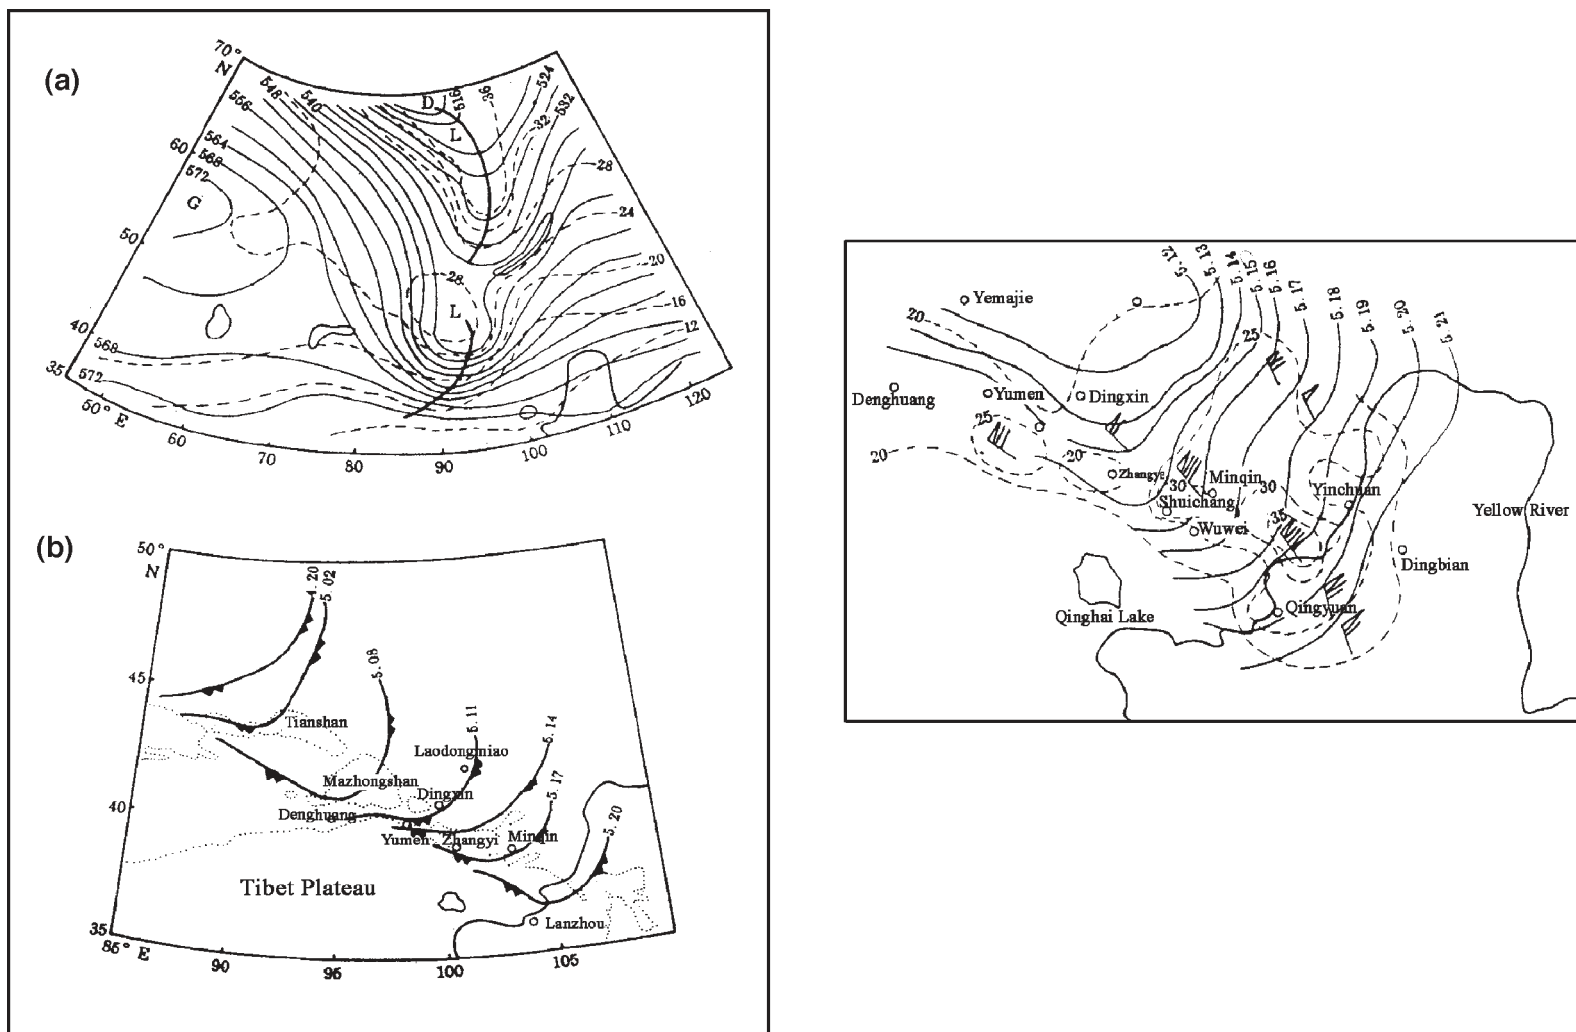 (a)
70°
N
60
50
40
35
556
548
540
564
568
572
G
D
516
-36
L
524
532
-32
-28
-24
-20
-16
-12
-28
L
568
572
50° E
60
70
80
90
100
110
120
(b)
50°
N
45
40
35
85° E
90
95
100
105
4.20
5.02
5.08
5.11
5.14
5.17
5.20
Tianshan
Laodongmiao
Mazhongshan
Dingxin
Denghuang
Yumen
Zhangyi
Minqin
Tibet Plateau
Lanzhou
5.12
5.13
5.14
5.15
5.16
5.17
5.18
5.19
5.20
5.21
Yemajie
20
25
Denghuang
Yumen
Dingxin
25
20
20
Zhangye
30
Minqin
30
Yinchuan
Shuichang
35
Wuwei
Yellow River
Dingbian
Qinghai Lake
Qingyuan